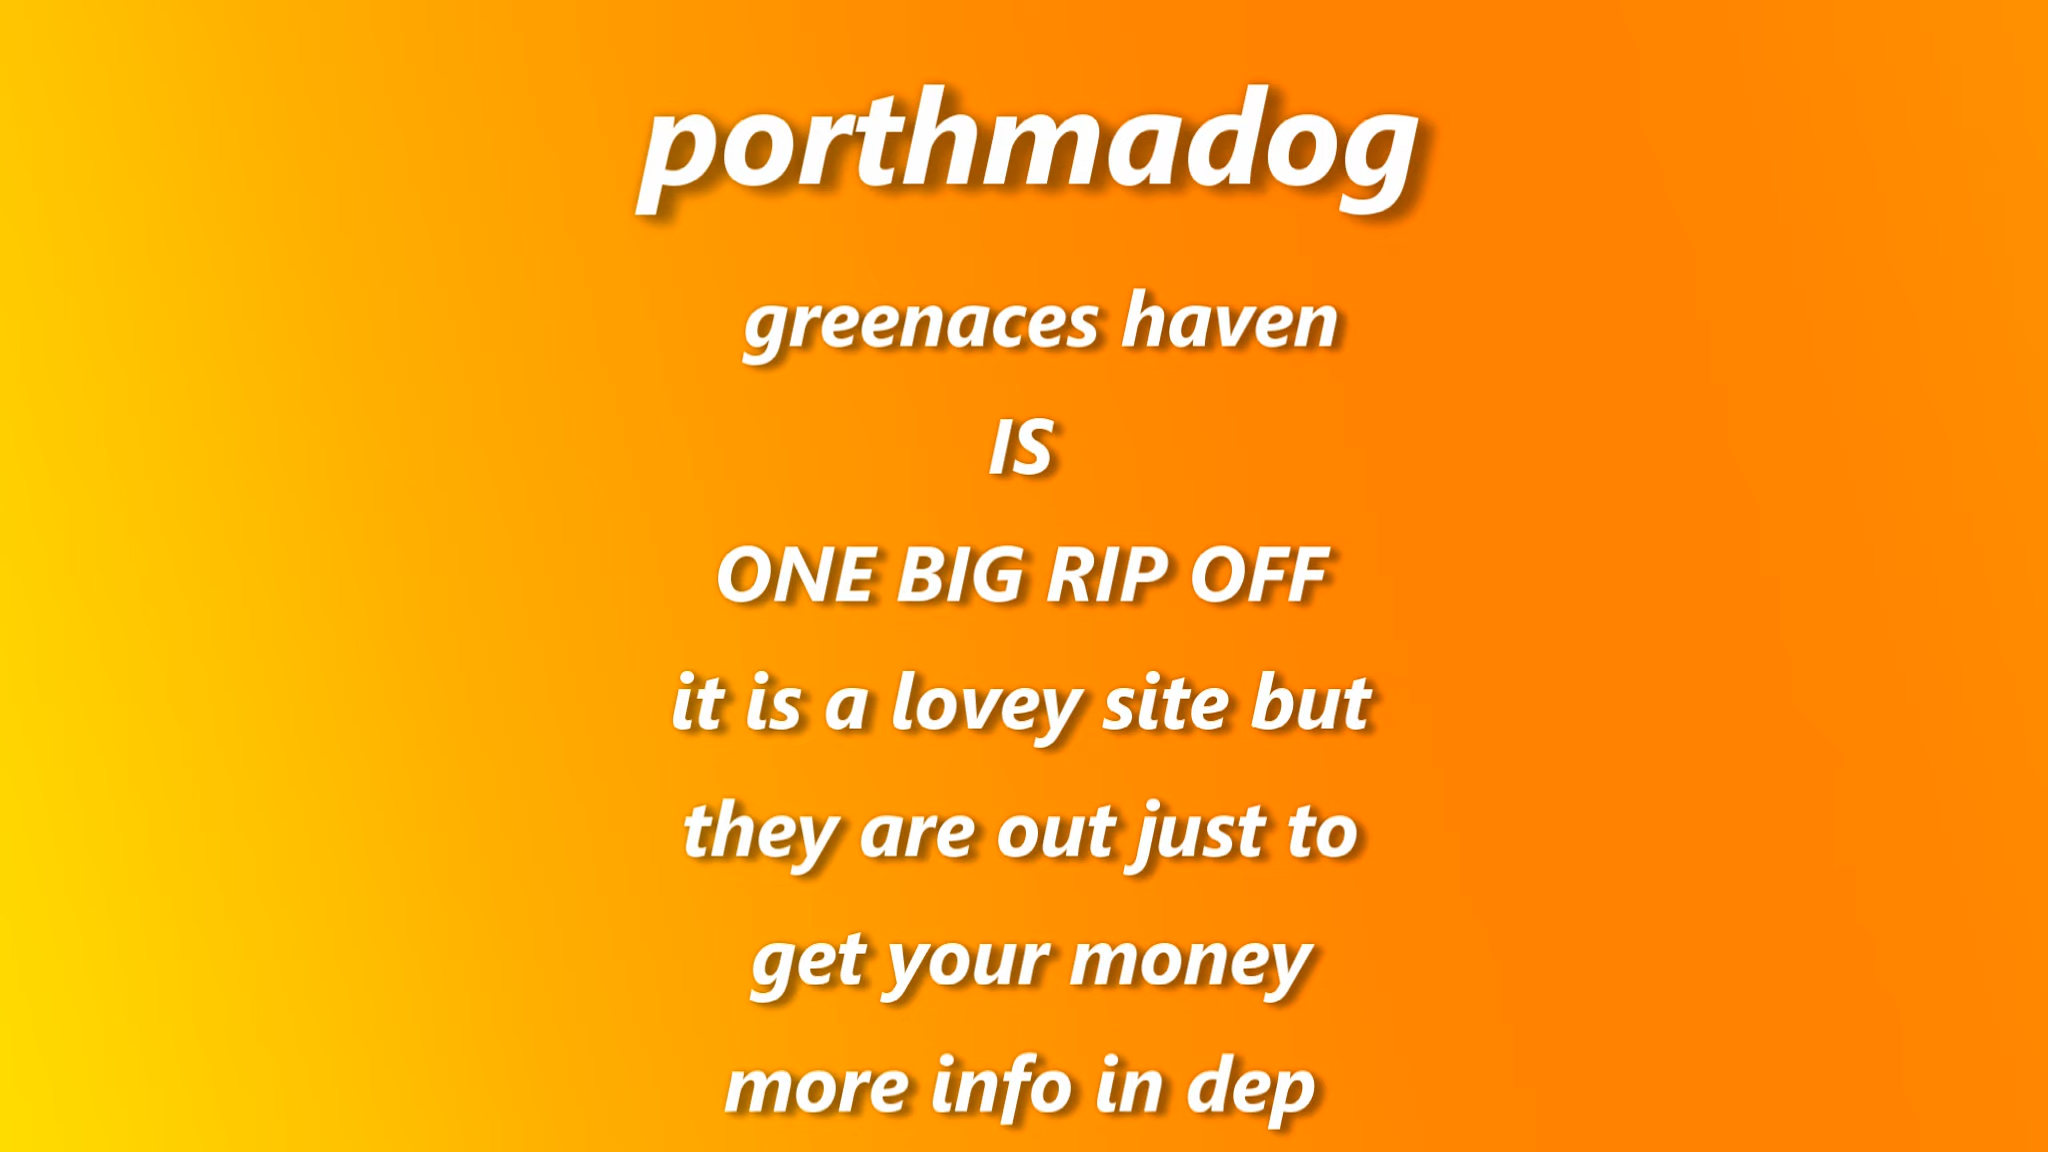 porthmadog
greenaces haven
IS
ONE BIG RIP OFF
it is a lovey site but
they are out just to
get your money
more info in dep